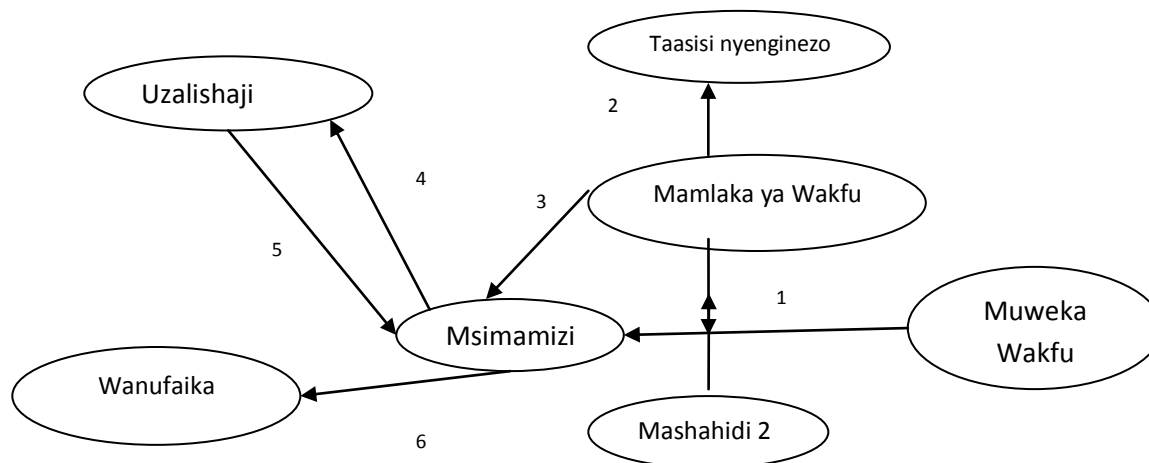 Taasisi nyenginezo
Uzalishaji
2
4
3
Mamlaka ya Wakfu
5
1
Muweka
Wakfu
Msimamizi
Wanufaika
6
Mashahidi 2